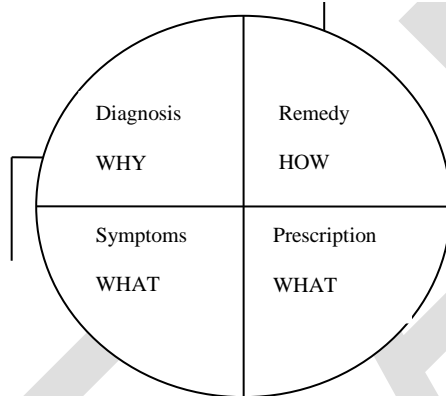 Diagnosis
WHY
Remedy
HOW
Symptoms
WHAT
Prescription
WHAT